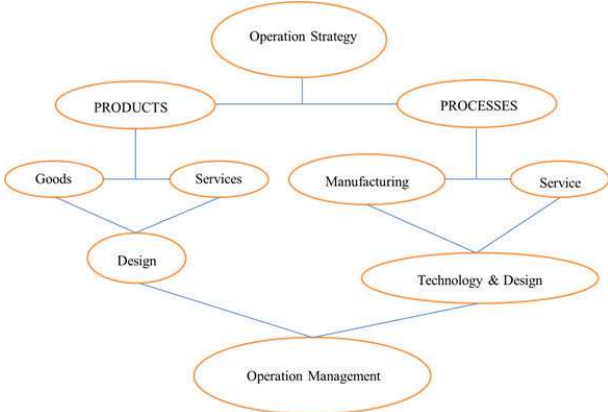 Operation Strategy
PRODUCTS
PROCESSES
Goods
Services
Manufacturing
Service
Design
Technology & Design
Operation Management